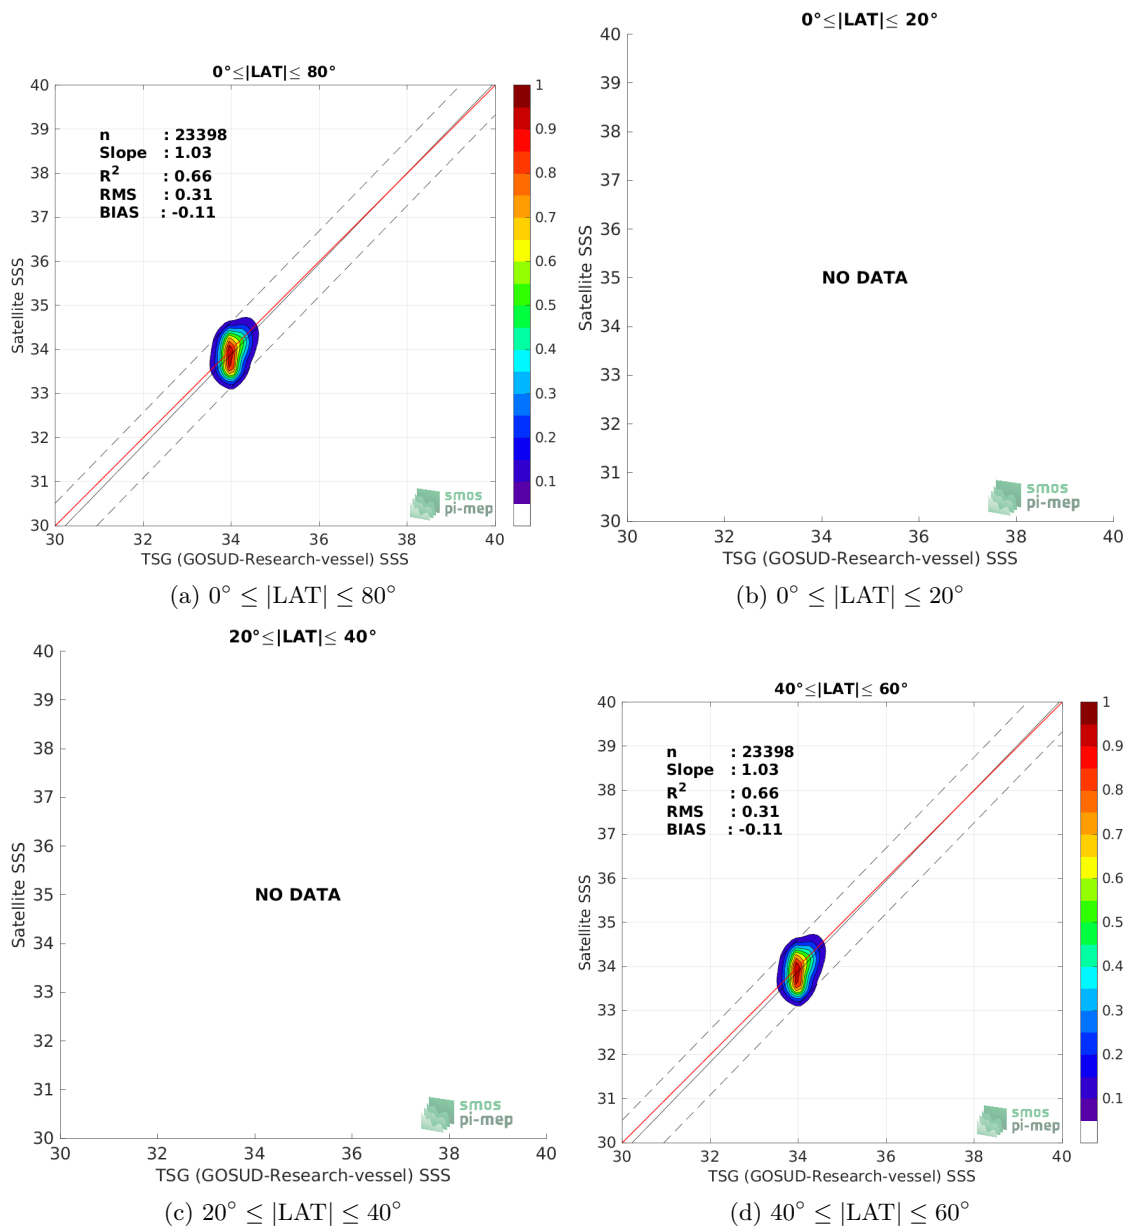 0°≤|LAT|≤ 80°
40
39
38
37
36
35
34
33
32
31
30
Satellite SSS
n : 23398
Slope : 1.03
R² : 0.66
RMS : 0.31
BIAS : -0.11
smos
pi-mep
30 32 34 36 38 40
TSG (GOSUD-Research-vessel) SSS
1
0.9
0.8
0.7
0.6
0.5
0.4
0.3
0.2
0.1
(a) 0° ≤ |LAT| ≤ 80°
0°≤|LAT|≤ 20°
40
39
38
37
36
35
34
33
32
31
30
Satellite SSS
NO DATA
smos
pi-mep
30 32 34 36 38 40
TSG (GOSUD-Research-vessel) SSS
(b) 0° ≤ |LAT| ≤ 20°
20°≤|LAT|≤ 40°
40
39
38
37
36
35
34
33
32
31
30
Satellite SSS
NO DATA
smos
pi-mep
30 32 34 36 38 40
TSG (GOSUD-Research-vessel) SSS
(c) 20° ≤ |LAT| ≤ 40°
40°≤|LAT|≤ 60°
40
39
38
37
36
35
34
33
32
31
30
Satellite SSS
n : 23398
Slope : 1.03
R² : 0.66
RMS : 0.31
BIAS : -0.11
smos
pi-mep
30 32 34 36 38 40
TSG (GOSUD-Research-vessel) SSS
1
0.9
0.8
0.7
0.6
0.5
0.4
0.3
0.2
0.1
(d) 40° ≤ |LAT| ≤ 60°